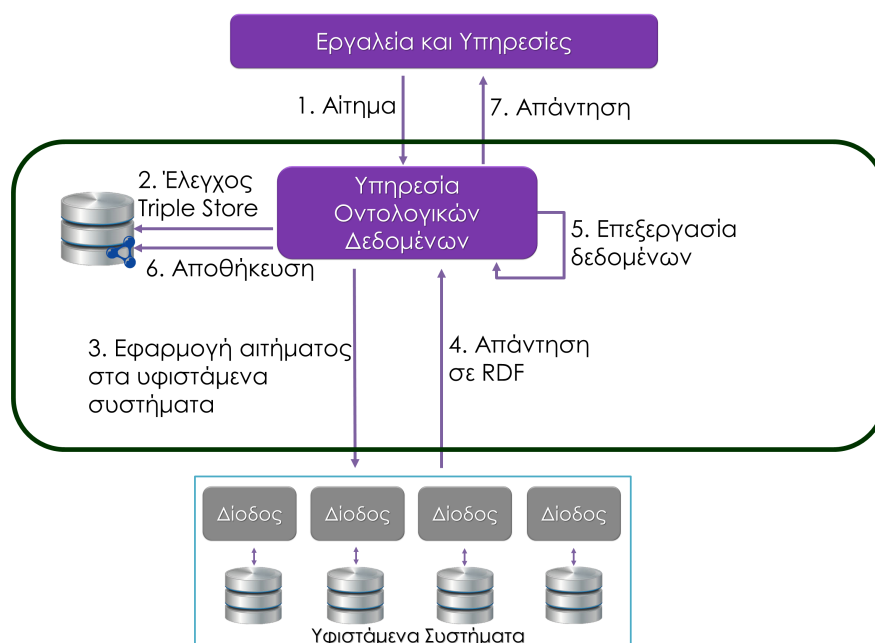 Εργαλεία και Υπηρεσίες
1. Αίτημα
7. Απάντηση
2. Έλεγχος
Triple Store
Υπηρεσία
Οντολογικών
Δεδομένων
5. Επεξεργασία
δεδομένων
6. Αποθήκευση
3. Εφαρμογή αιτήματος
στα υφιστάμενα
συστήματα
4. Απάντηση
σε RDF
Δίοδος
Δίοδος
Δίοδος
Δίοδος
Υφιστάμενα Συστήματα